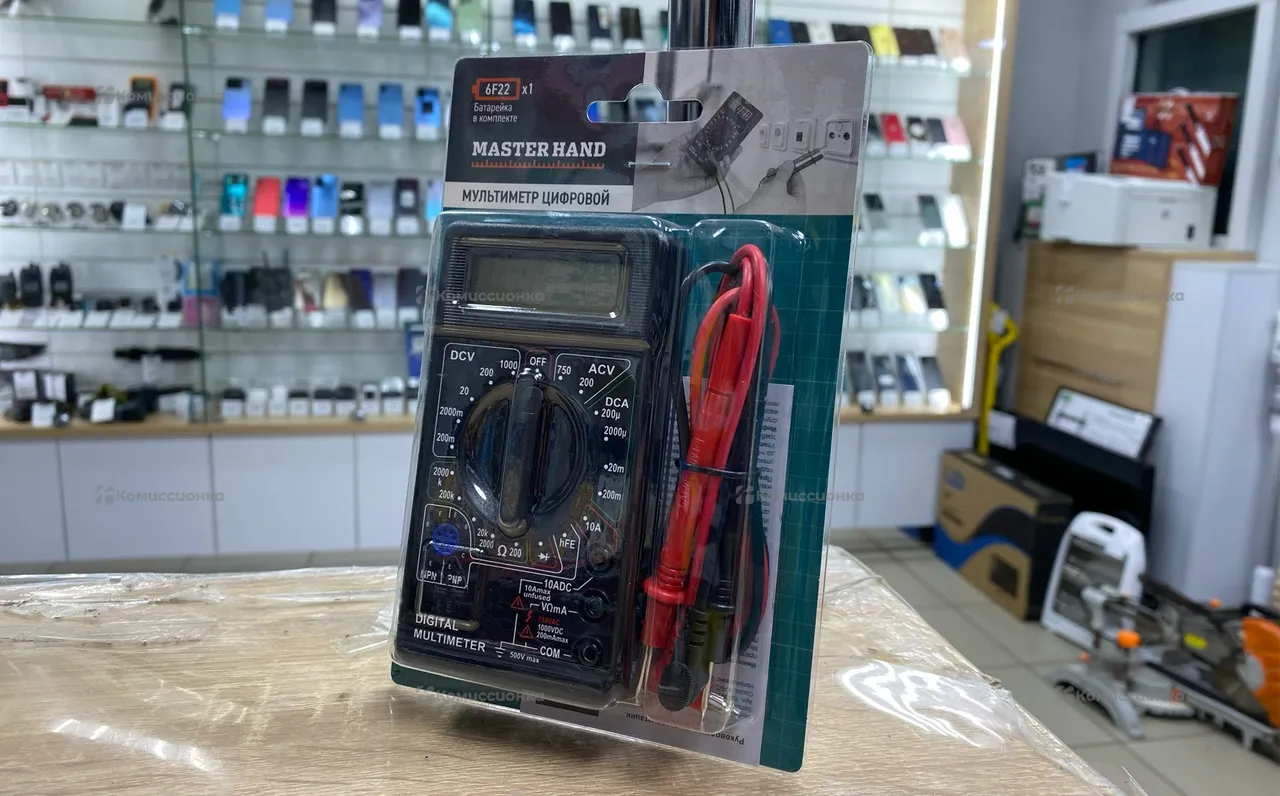 6F22 x1
Батарейка
в комплекте
MASTER HAND
МУЛЬТИМЕТР ЦИФРОВОЙ
DCV
1000
OFF
750
ACV
200
200
20
DCA
200µ
2000m
2000µ
200m
20m
2000
k
200k
200m
10A
20k
2000
Ω
200
hFE
E
B
C
E
NPN
PNP
10ADC
10Amax
unfused
VΩmA
750VAC
1000VDC
200mAmax
COM
500V max
DIGITAL
MULTIMETER
Комиссионка
Комиссионка
Комиссионка
Комиссионка
Комиссионка
Комиссионка
Комиссионка